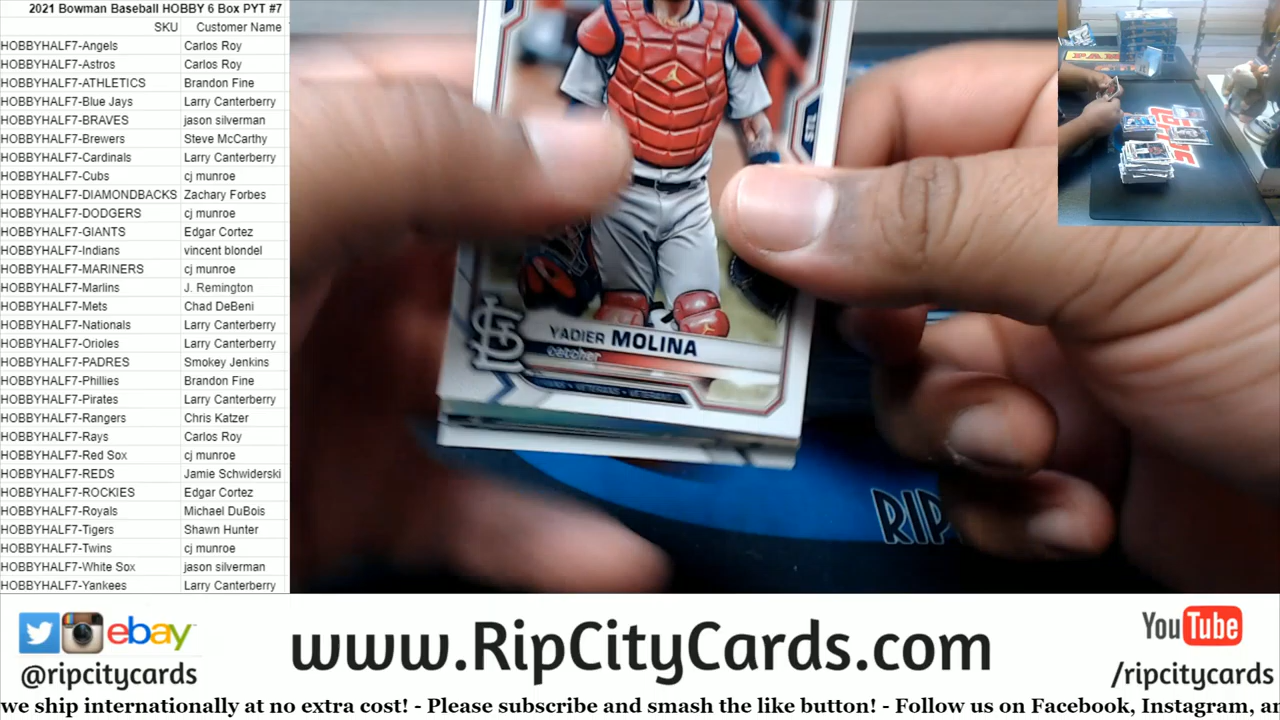 2021 Bowman Baseball HOBBY 6 Box PYT #7
SKU Customer Name
HOBBYHALF7-Angels Carlos Roy
HOBBYHALF7-Astros Carlos Roy
HOBBYHALF7-ATHLETICS Brandon Fine
HOBBYHALF7-Blue Jays Larry Canterberry
HOBBYHALF7-BRAVES jason silverman
HOBBYHALF7-Brewers Steve McCarthy
HOBBYHALF7-Cardinals Larry Canterberry
HOBBYHALF7-Cubs cj munroe
HOBBYHALF7-DIAMONDBACKS Zachary Forbes
HOBBYHALF7-DODGERS cj munroe
HOBBYHALF7-GIANTS Edgar Cortez
HOBBYHALF7-Indians vincent blondel
HOBBYHALF7-MARINERS cj munroe
HOBBYHALF7-Marlins J. Remington
HOBBYHALF7-Mets Chad DeBeni
HOBBYHALF7-Nationals Larry Canterberry
HOBBYHALF7-Orioles Larry Canterberry
HOBBYHALF7-PADRES Smokey Jenkins
HOBBYHALF7-Phillies Brandon Fine
HOBBYHALF7-Pirates Larry Canterberry
HOBBYHALF7-Rangers Chris Katzer
HOBBYHALF7-Rays Carlos Roy
HOBBYHALF7-Red Sox cj munroe
HOBBYHALF7-REDS Jamie Schwiderski
HOBBYHALF7-ROCKIES Edgar Cortez
HOBBYHALF7-Royals Michael DuBois
HOBBYHALF7-Tigers Shawn Hunter
HOBBYHALF7-Twins cj munroe
HOBBYHALF7-White Sox jason silverman
HOBBYHALF7-Yankees Larry Canterberry
STL
YADIER MOLINA
catcher
RIP
ebay
@ripcitycards
www.RipCityCards.com
YouTube
/ripcitycards
we ship internationally at no extra cost! - Please subscribe and smash the like button! - Follow us on Facebook, Instagram, a